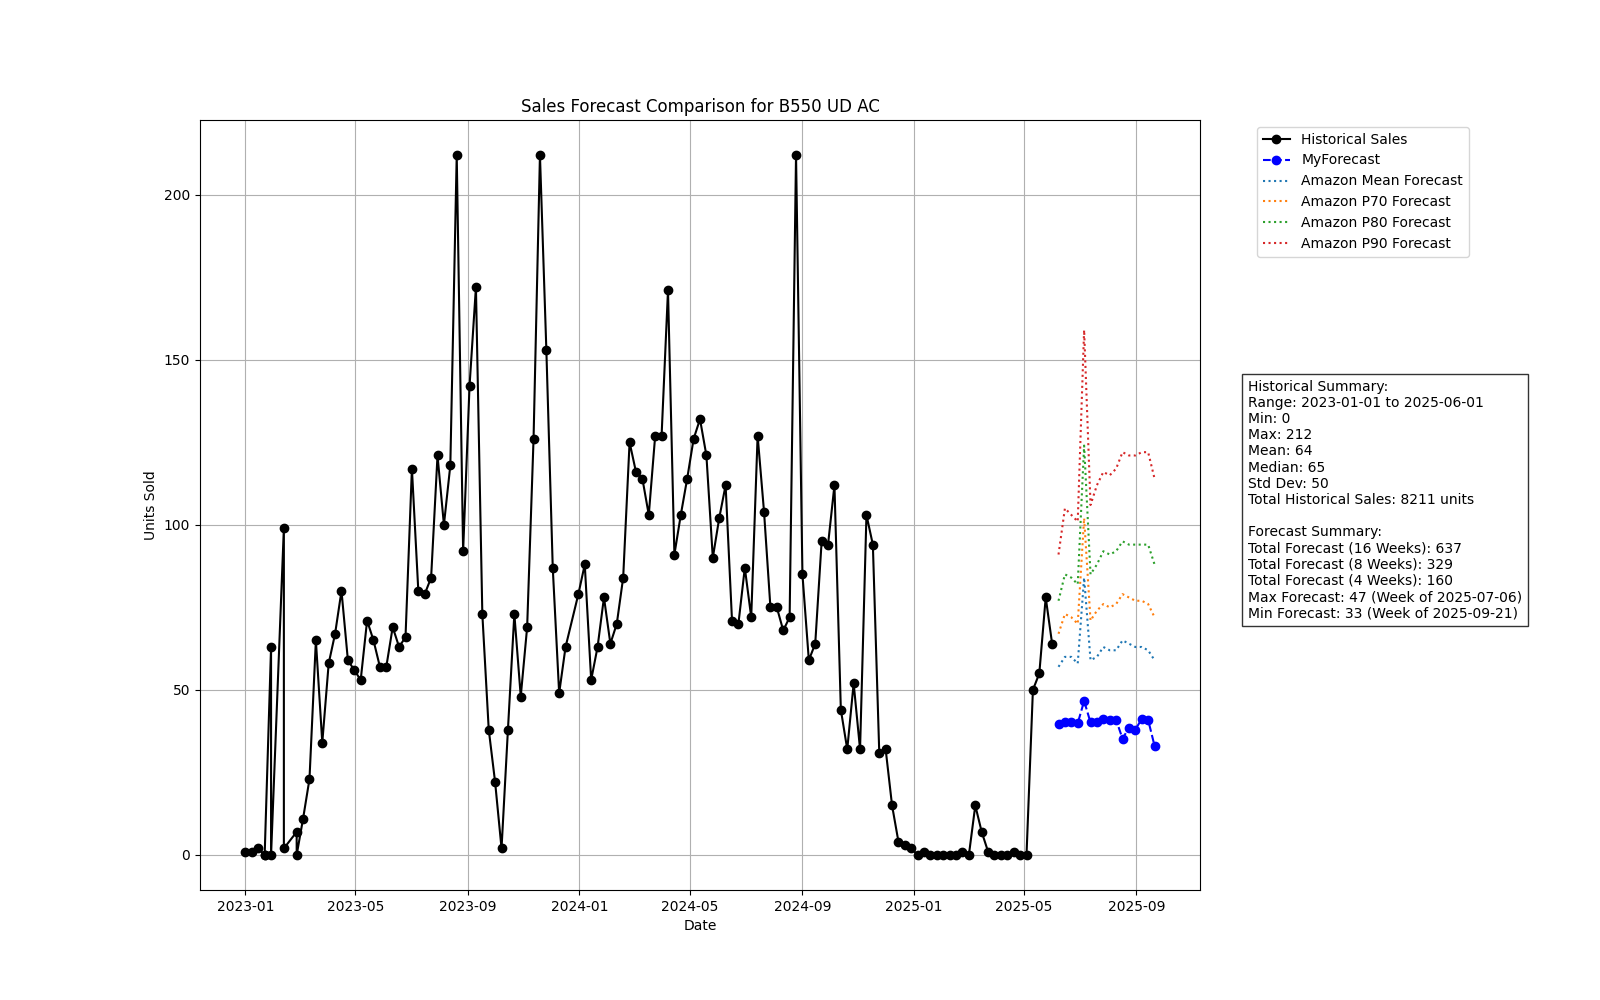 Sales Forecast Comparison for B550 UD AC
Units Sold
200
150
100
50
0
2023-01
2023-05
2023-09
2024-01
2024-05
2024-09
2025-01
2025-05
2025-09
Date
Historical Sales
MyForecast
Amazon Mean Forecast
Amazon P70 Forecast
Amazon P80 Forecast
Amazon P90 Forecast
Historical Summary:
Range: 2023-01-01 to 2025-06-01
Min: 0
Max: 212
Mean: 64
Median: 65
Std Dev: 50
Total Historical Sales: 8211 units
Forecast Summary:
Total Forecast (16 Weeks): 637
Total Forecast (8 Weeks): 329
Total Forecast (4 Weeks): 160
Max Forecast: 47 (Week of 2025-07-06)
Min Forecast: 33 (Week of 2025-09-21)